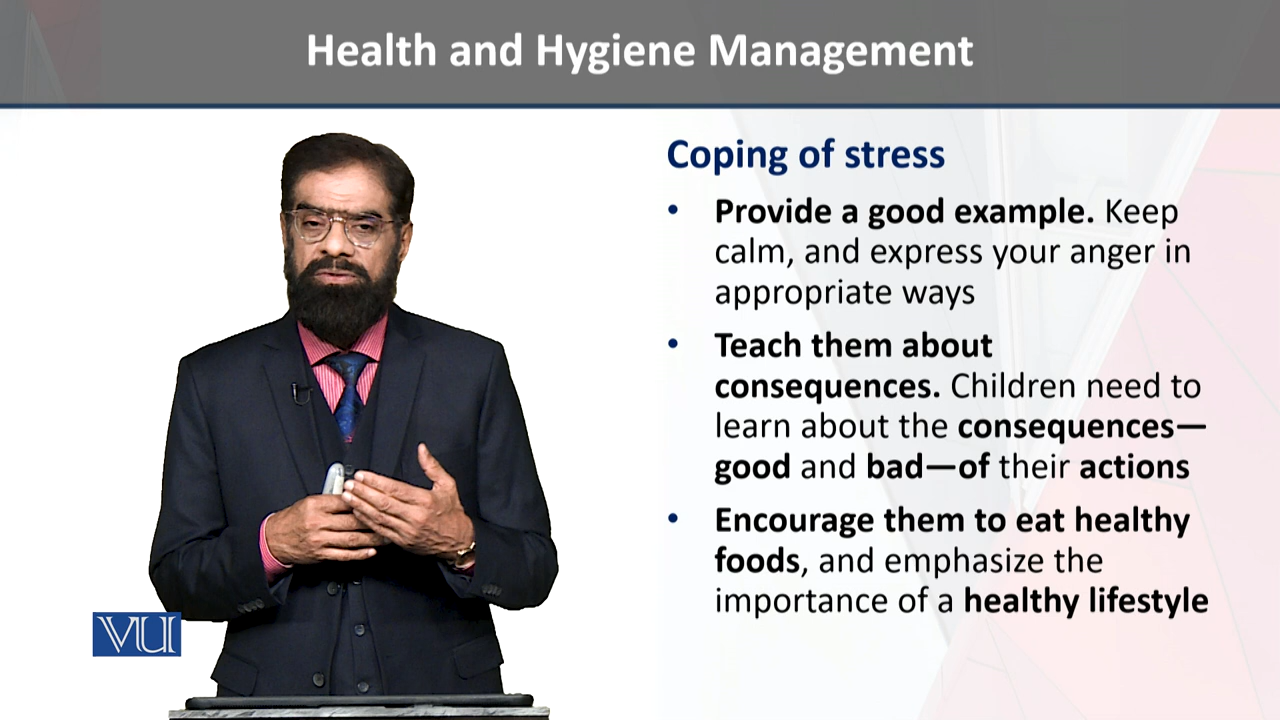 Health and Hygiene Management
Coping of stress
• Provide a good example. Keep
calm, and express your anger in
appropriate ways
• Teach them about
consequences. Children need to
learn about the consequences—
good and bad—of their actions
• Encourage them to eat healthy
foods, and emphasize the
importance of a healthy lifestyle
VU